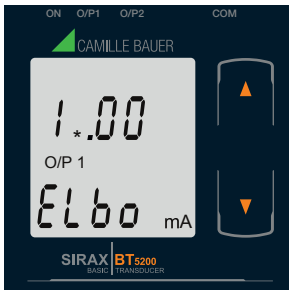 ON O/P1 O/P2 COM
CAMILLE BAUER
1*.00
O/P 1
ELbo mA
SIRAX BT5200
BASIC TRANSDUCER